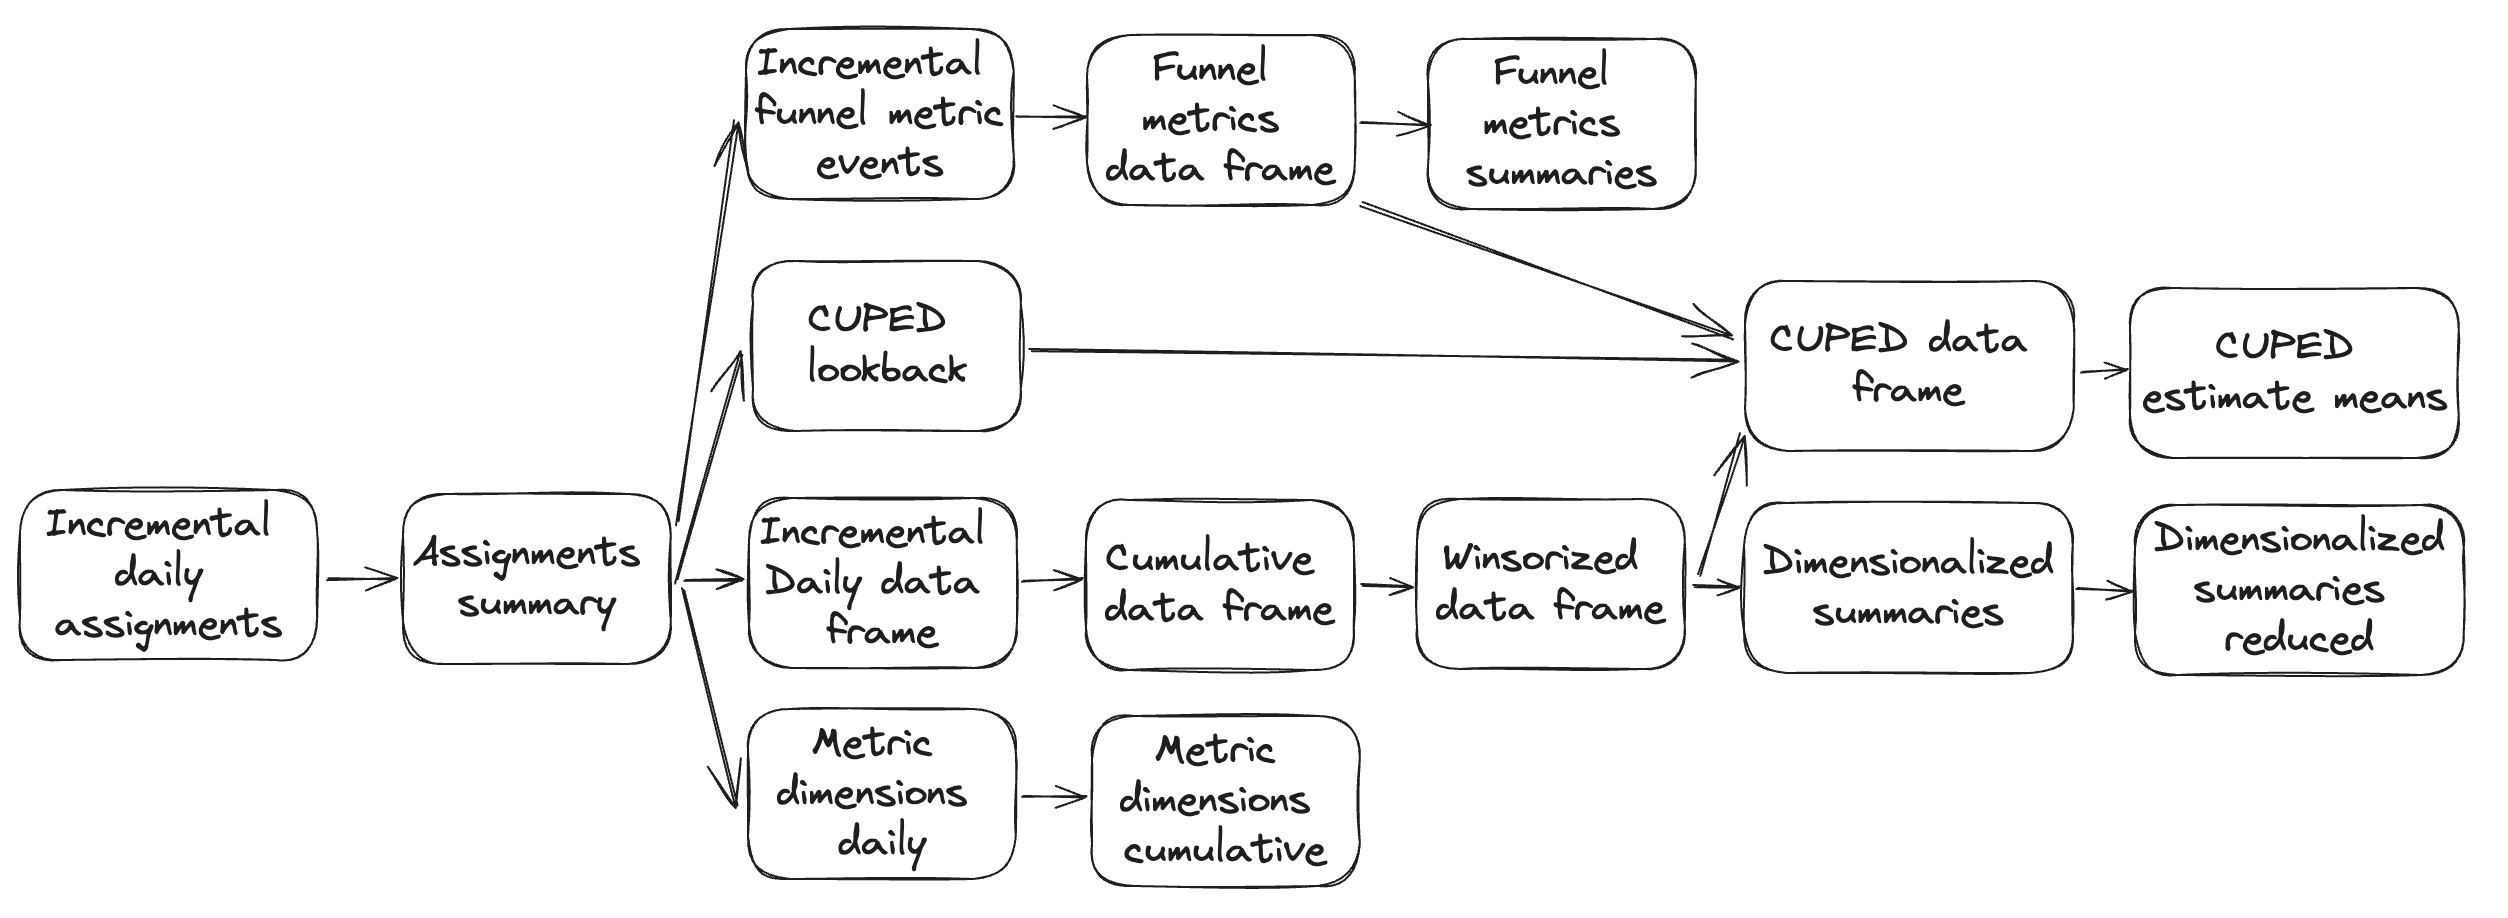 Incremental
funnel metric
events
Funnel
metrics
data frame
Funnel
metrics
summaries
CUPED
lookback
CUPED data
frame
CUPED
estimate means
Incremental
daily
assignments
Assignments
summary
Incremental
Daily data
frame
Cumulative
data frame
Winsorized
data frame
Dimensionalized
summaries
Dimensionalized
summaries
reduced
Metric
dimensions
daily
Metric
dimensions
cumulative